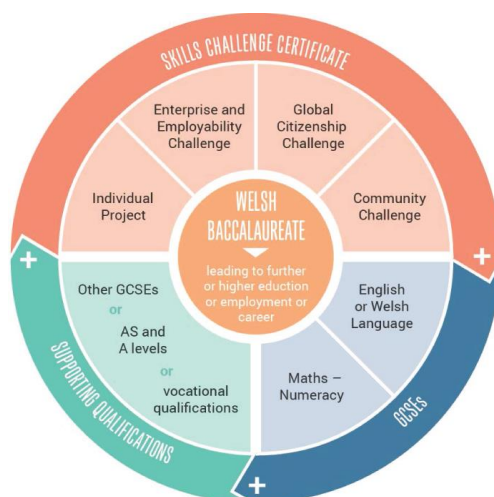 SKILLS CHALLENGE CERTIFICATE
Enterprise and
Employability
Challenge
Global
Citizenship
Challenge
Individual
Project
Community
Challenge
WELSH
BACCALAUREATE
leading to further
or higher eduction
or employment or
career
+
+
Other GCSEs
or
AS and
A levels
or
vocational
qualifications
English
or Welsh
Language
Maths –
Numeracy
SUPPORTING QUALIFICATIONS
GCSEs
+